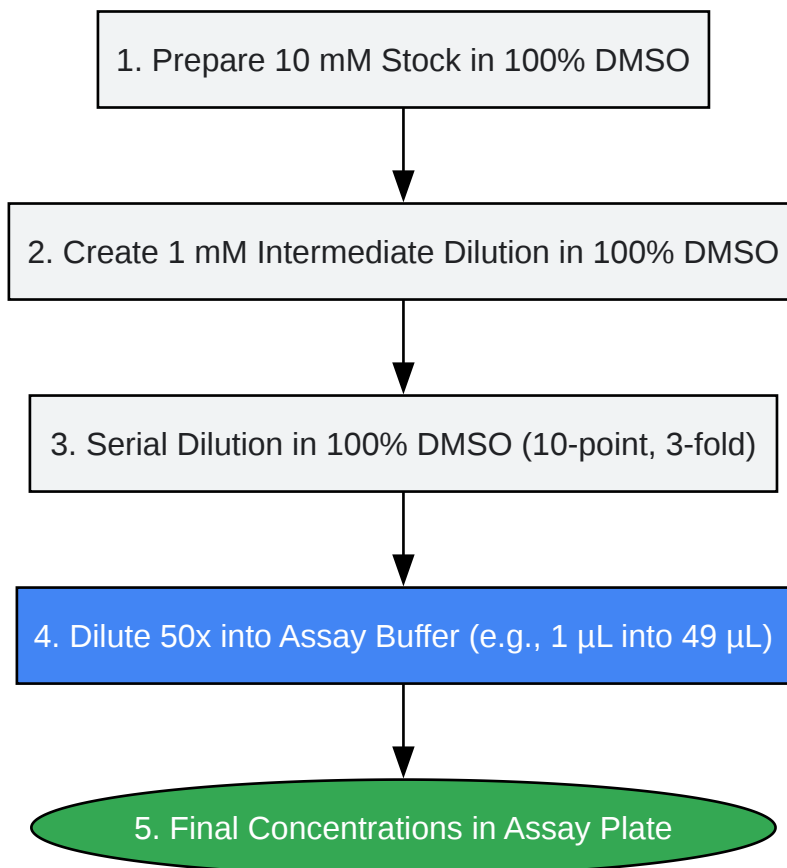 1. Prepare 10 mM Stock in 100% DMSO
2. Create 1 mM Intermediate Dilution in 100% DMSO
3. Serial Dilution in 100% DMSO (10-point, 3-fold)
4. Dilute 50x into Assay Buffer (e.g., 1 µL into 49 µL)
5. Final Concentrations in Assay Plate